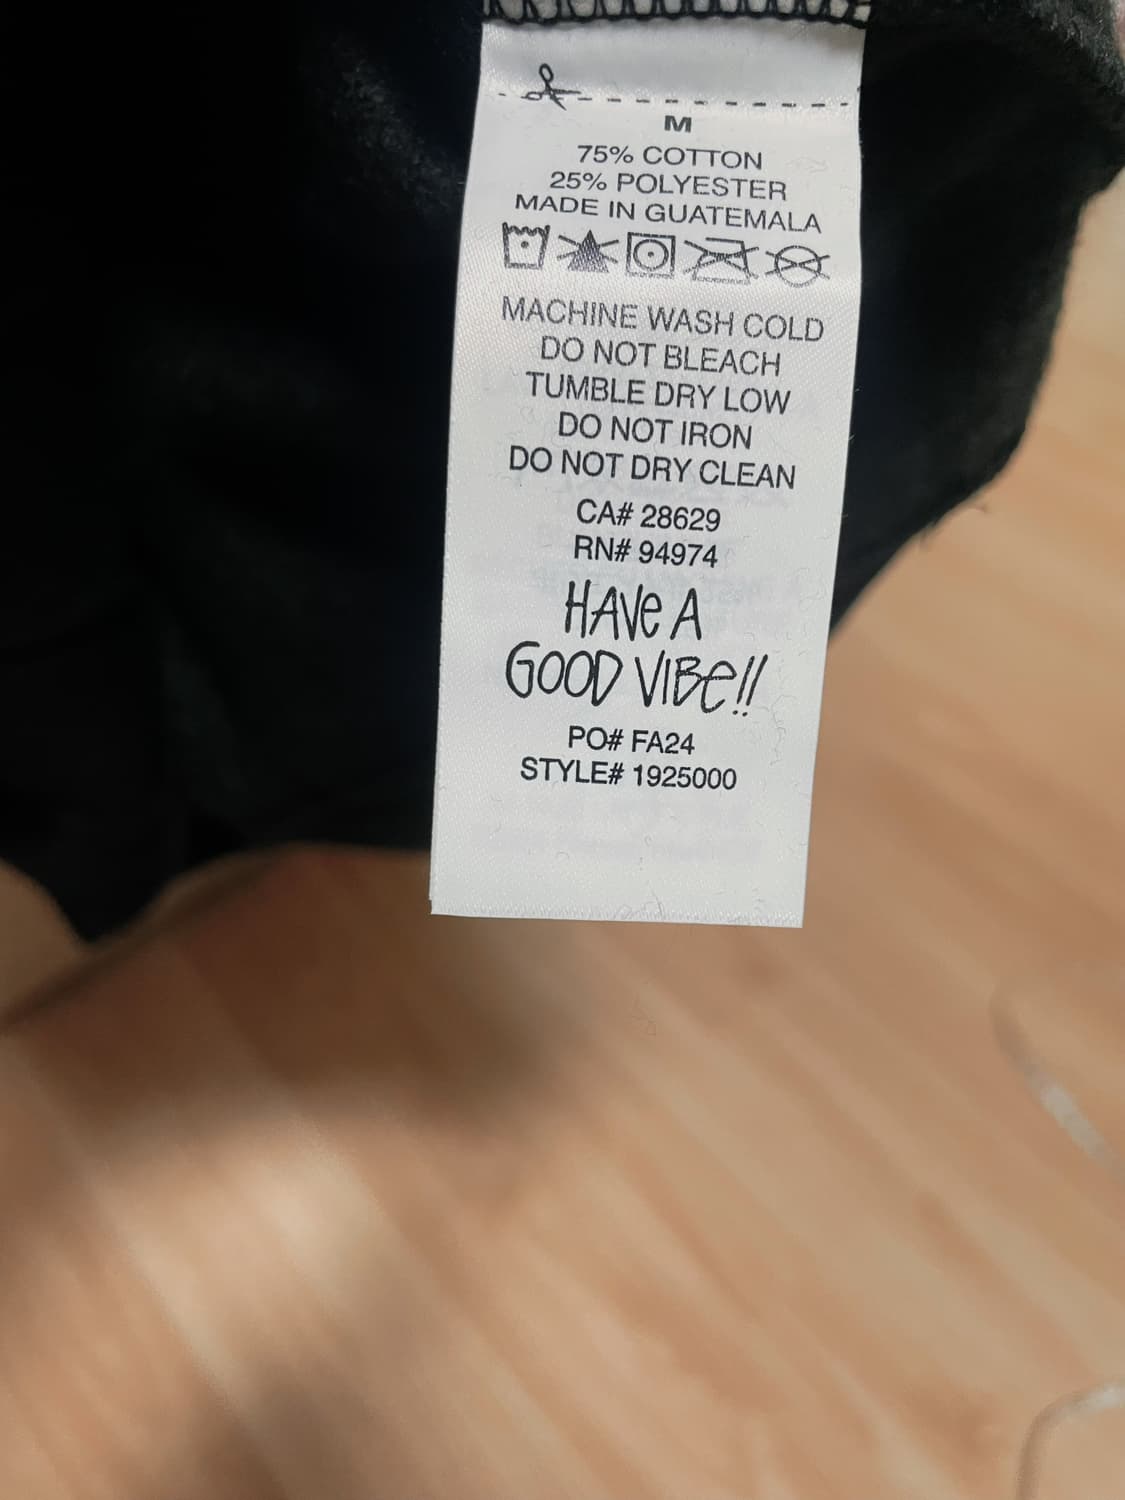 M
75% COTTON
25% POLYESTER
MADE IN GUATEMALA
MACHINE WASH COLD
DO NOT BLEACH
TUMBLE DRY LOW
DO NOT IRON
DO NOT DRY CLEAN
CA# 28629
RN# 94974
HAVe A
GOOD VIBe!!
PO# FA24
STYLE# 1925000